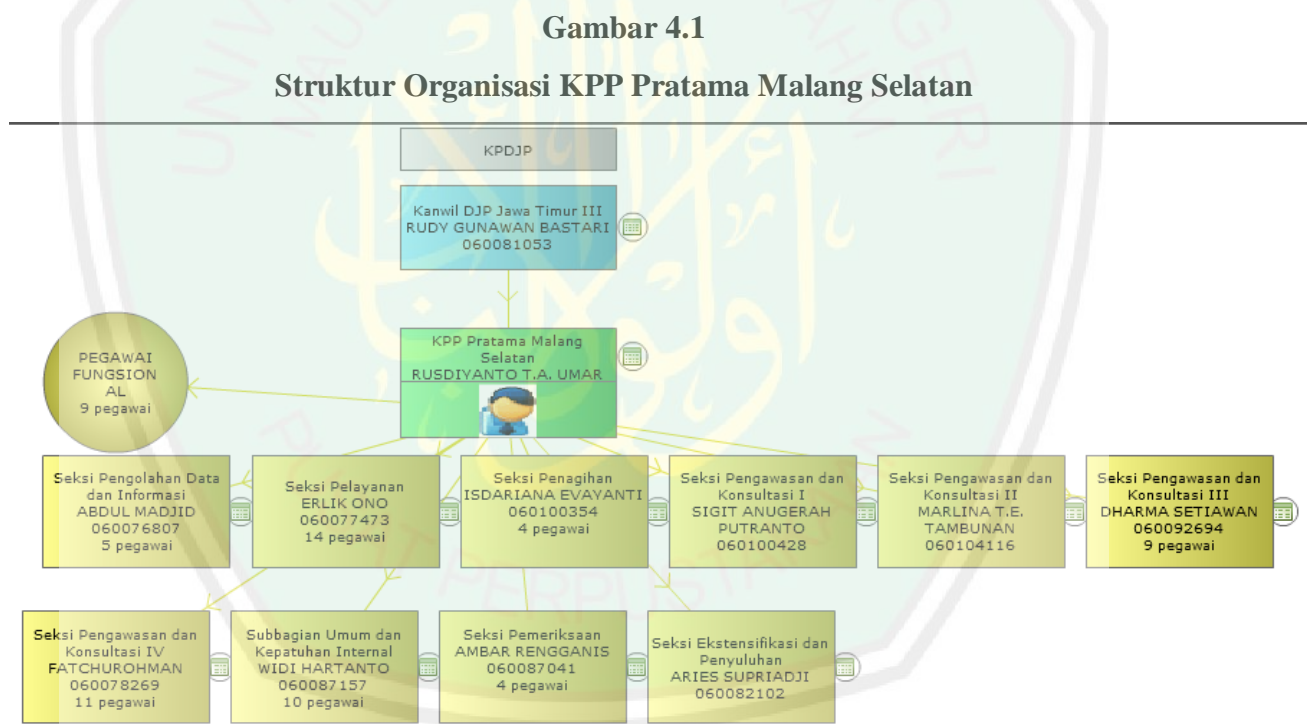 Gambar 4.1
Struktur Organisasi KPP Pratama Malang Selatan
KPDJP
Kanwil DJP Jawa Timur III
RUDY GUNAWAN BASTARI
060081053
KPP Pratama Malang
Selatan
RUSDIYANTO T.A. UMAR
PEGAWAI
FUNGSION
AL
9 pegawai
Seksi Pengolahan Data
dan Informasi
ABDUL MADJID
060076807
5 pegawai
Seksi Pelayanan
ERLIK ONO
060077473
14 pegawai
Seksi Penagihan
ISDARIANA EVAYANTI
060100354
4 pegawai
Seksi Pengawasan dan
Konsultasi I
SIGIT ANUGERAH
PUTRANTO
060100428
Seksi Pengawasan dan
Konsultasi II
MARLINA T.E.
TAMBUNAN
060104116
Seksi Pengawasan dan
Konsultasi III
DHARMA SETIAWAN
060092694
9 pegawai
Seksi Pengawasan dan
Konsultasi IV
FATCHUROHMAN
060078269
11 pegawai
Subbagian Umum dan
Kepatuhan Internal
WIDI HARTANTO
060087157
10 pegawai
Seksi Pemeriksaan
AMBAR RENGGANIS
060087041
4 pegawai
Seksi Ekstensifikasi dan
Penyuluhan
ARIES SUPRIADJI
060082102